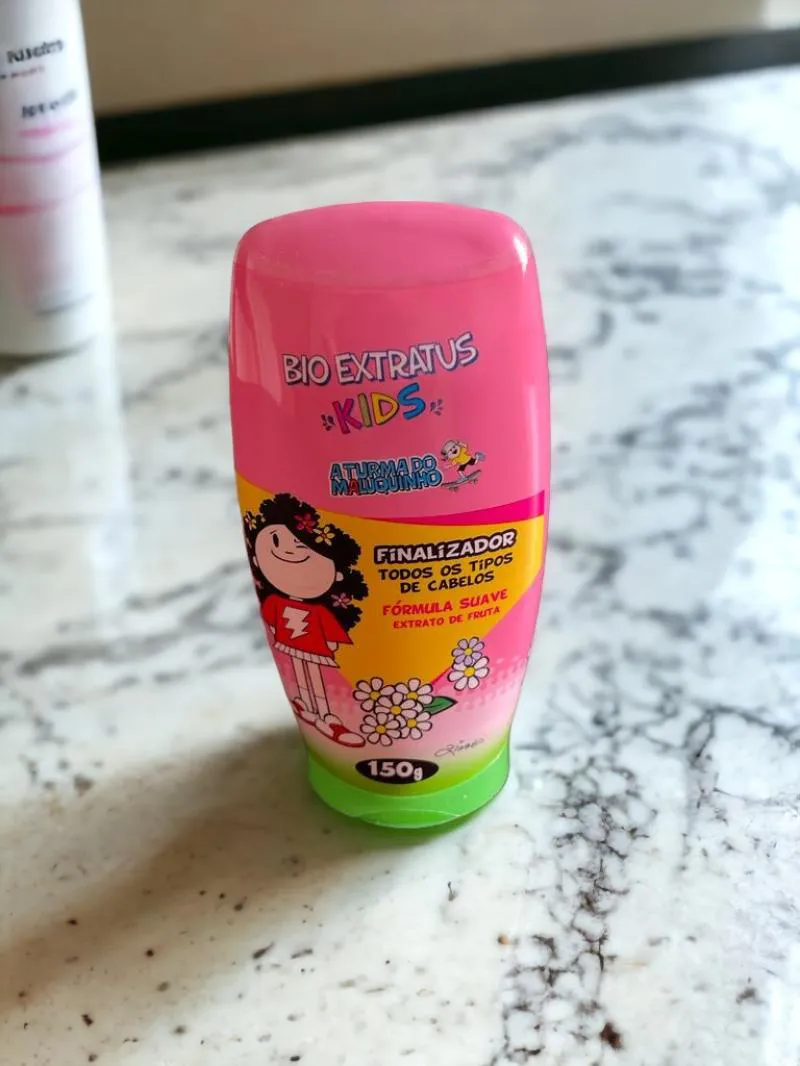 BIO EXTRATUS
KIDS
A TURMA DO
MALUQUINHO
FINALIZADOR
TODOS OS TIPOS
DE CABELOS
FÓRMULA SUAVE
EXTRATO DE FRUTA
150g